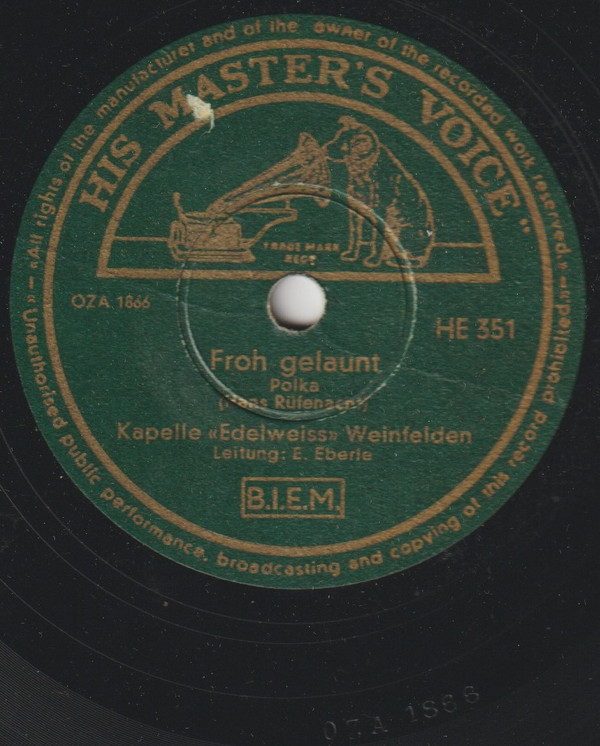 «All rights of the manufacturer and of the owner of the recorded work reserved.»
«Unauthorised public performance, broadcasting and copying of this record prohibited»
HIS MASTER'S VOICE"
TRADE MARK
REGD
OZA 1866
HE 351
Froh gelaunt
Polka
(Hans Rüfenacht)
Kapelle «Edelweiss» Weinfelden
Leitung: E. Eberle
B.I.E.M.
OZA 1866